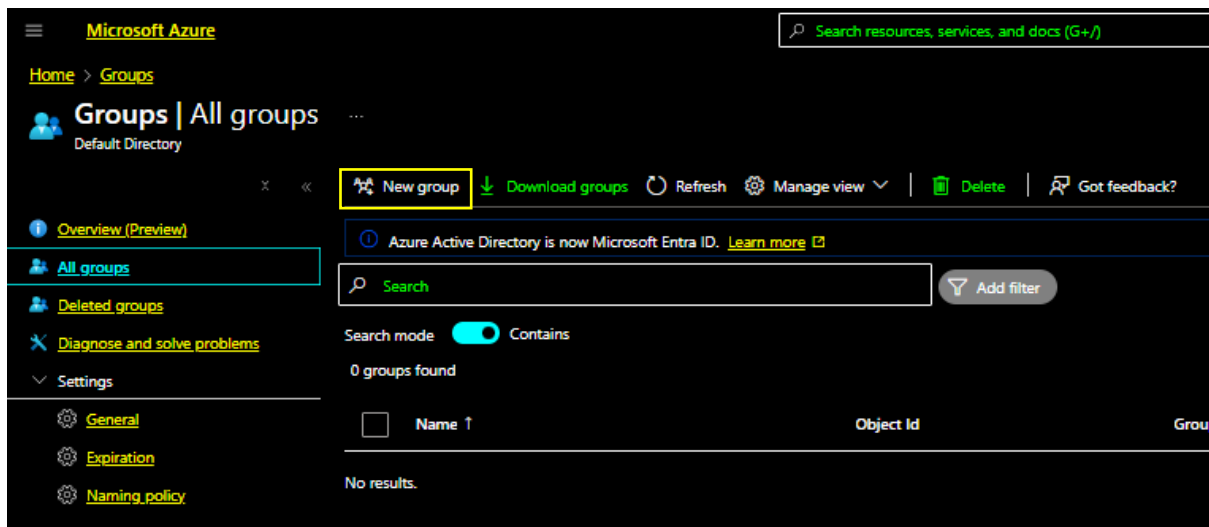 Microsoft Azure
Search resources, services, and docs (G+/)
Home > Groups
Groups | All groups ...
Default Directory
New group Download groups Refresh Manage view Delete Got feedback?
Overview (Preview)
Azure Active Directory is now Microsoft Entra ID. Learn more
All groups
Search
Add filter
Deleted groups
Diagnose and solve problems
Search mode Contains
0 groups found
Settings
General
Name ↑ Object Id Grou
Expiration
Naming policy
No results.